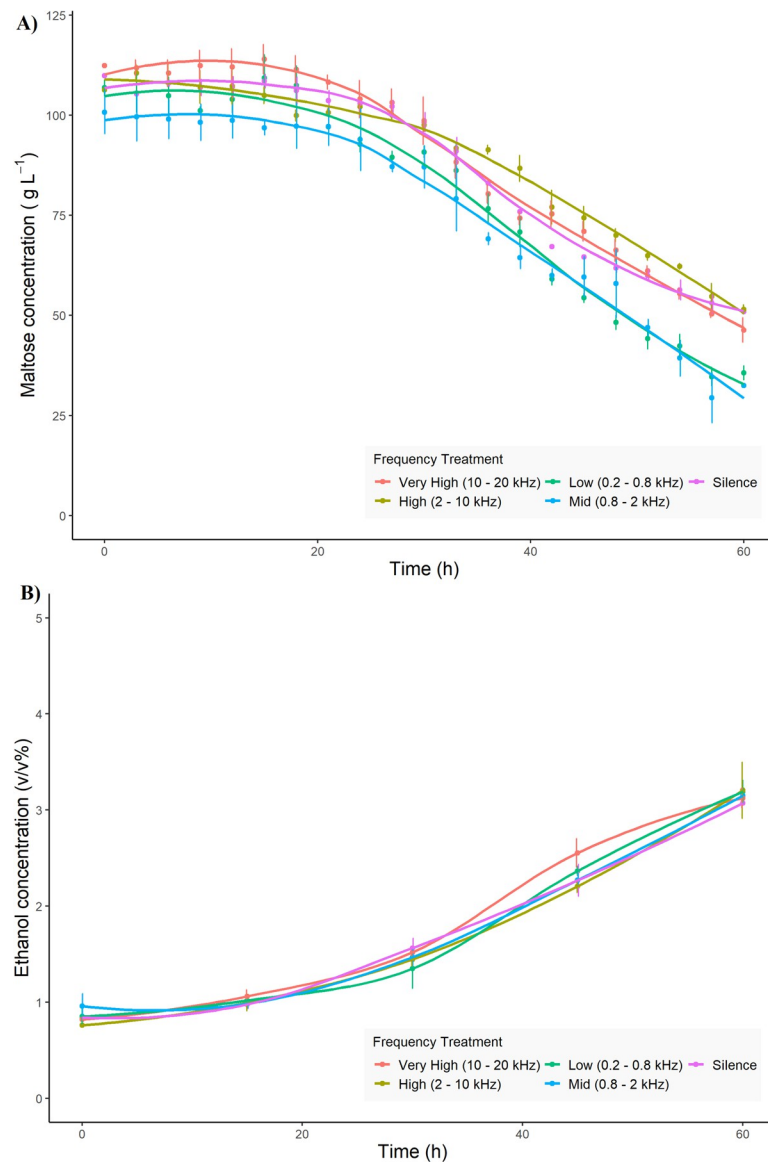 A)
125
100
75
50
25
0
Maltose concentration ( g L⁻¹)
Frequency Treatment
Very High (10 - 20 kHz) Low (0.2 - 0.8 kHz) Silence
High (2 - 10 kHz) Mid (0.8 - 2 kHz)
0 20 40 60
Time (h)
B)
5
4
3
2
1
0
Ethanol concentration (v/v%)
Frequency Treatment
Very High (10 - 20 kHz) Low (0.2 - 0.8 kHz) Silence
High (2 - 10 kHz) Mid (0.8 - 2 kHz)
0 20 40 60
Time (h)